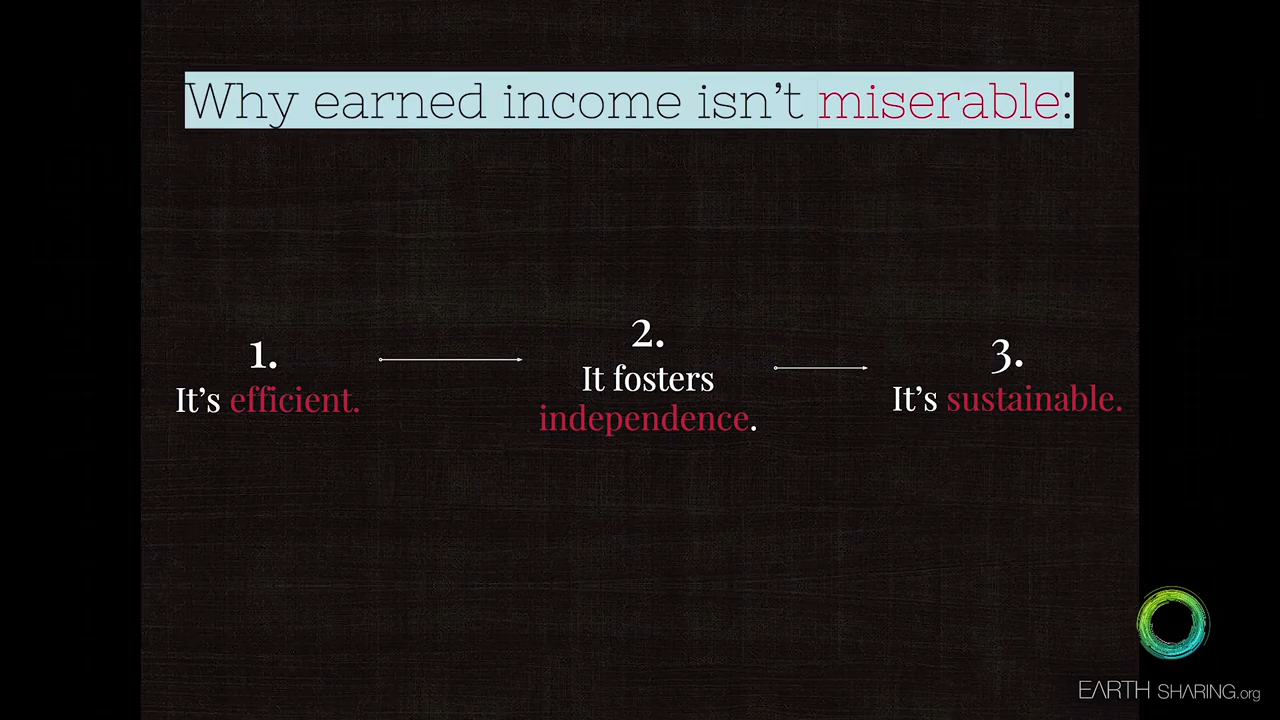 Why earned income isn't miserable:
1.
It's efficient.
2.
It fosters
independence.
3.
It's sustainable.
EARTH SHARING.org